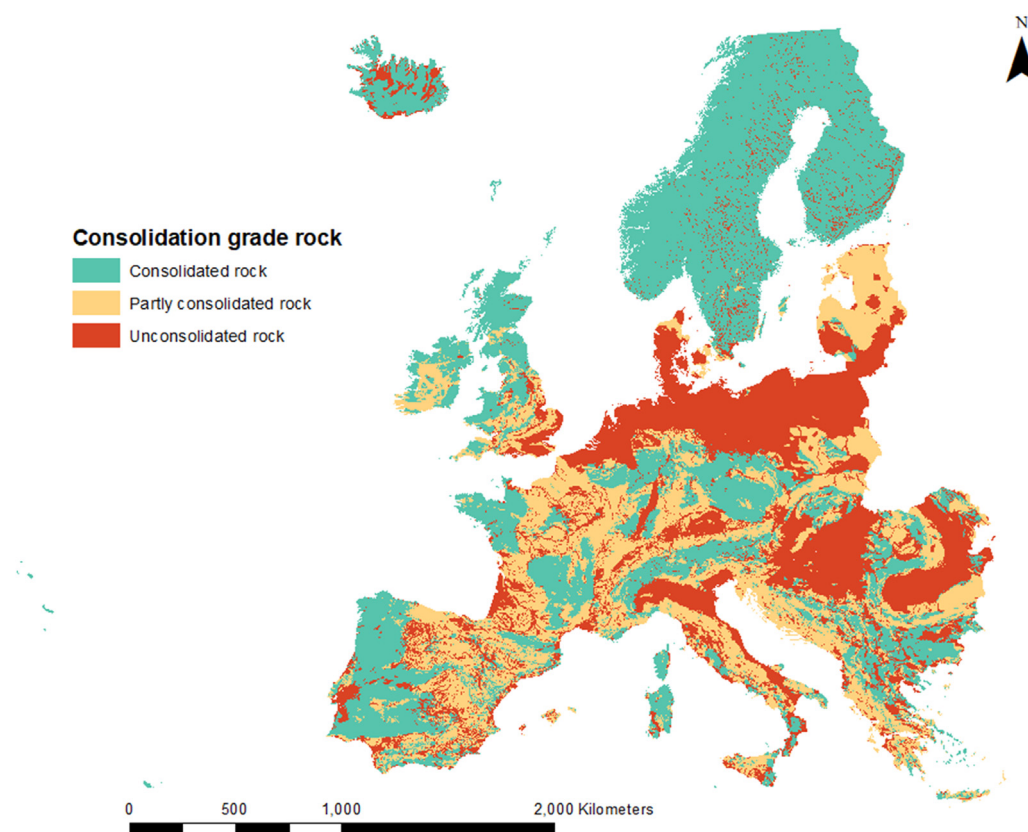 N
Consolidation grade rock
Consolidated rock
Partly consolidated rock
Unconsolidated rock
0 500 1,000 2,000 Kilometers